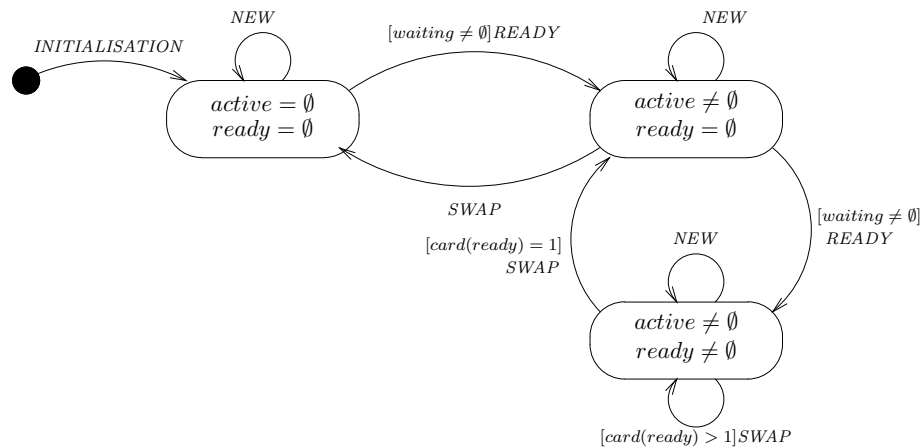 NEW
NEW
[waiting ≠ ∅]READY
INITIALISATION
active = ∅
ready = ∅
active ≠ ∅
ready = ∅
SWAP
[waiting ≠ ∅]
READY
[card(ready) = 1]
SWAP
NEW
active ≠ ∅
ready ≠ ∅
[card(ready) > 1]SWAP